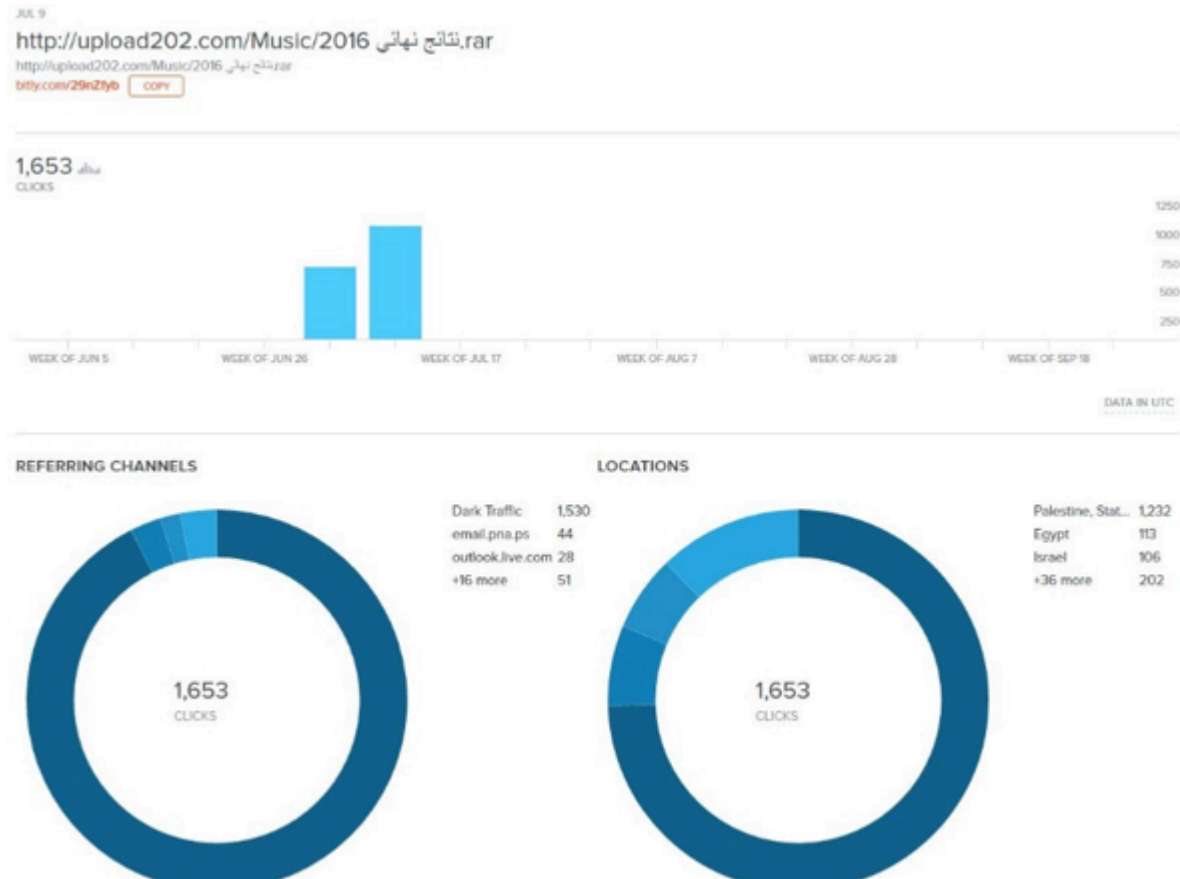 JUL 9
http://upload202.com/Music/2016 نتائج نهائي.rar
http://upload202.com/Music/2016 نتائج نهائي.rar
bitly.com/29nZfyb COPY
1,653
CLICKS
1250
1000
750
500
250
WEEK OF JUN 5 WEEK OF JUN 26 WEEK OF JUL 17 WEEK OF AUG 7 WEEK OF AUG 28 WEEK OF SEP 18
DATA IN UTC
REFERRING CHANNELS
Dark Traffic 1,530
email.pna.ps 44
outlook.live.com 28
+16 more 51
1,653
CLICKS
LOCATIONS
Palestine, Stat... 1,232
Egypt 113
Israel 106
+36 more 202
1,653
CLICKS